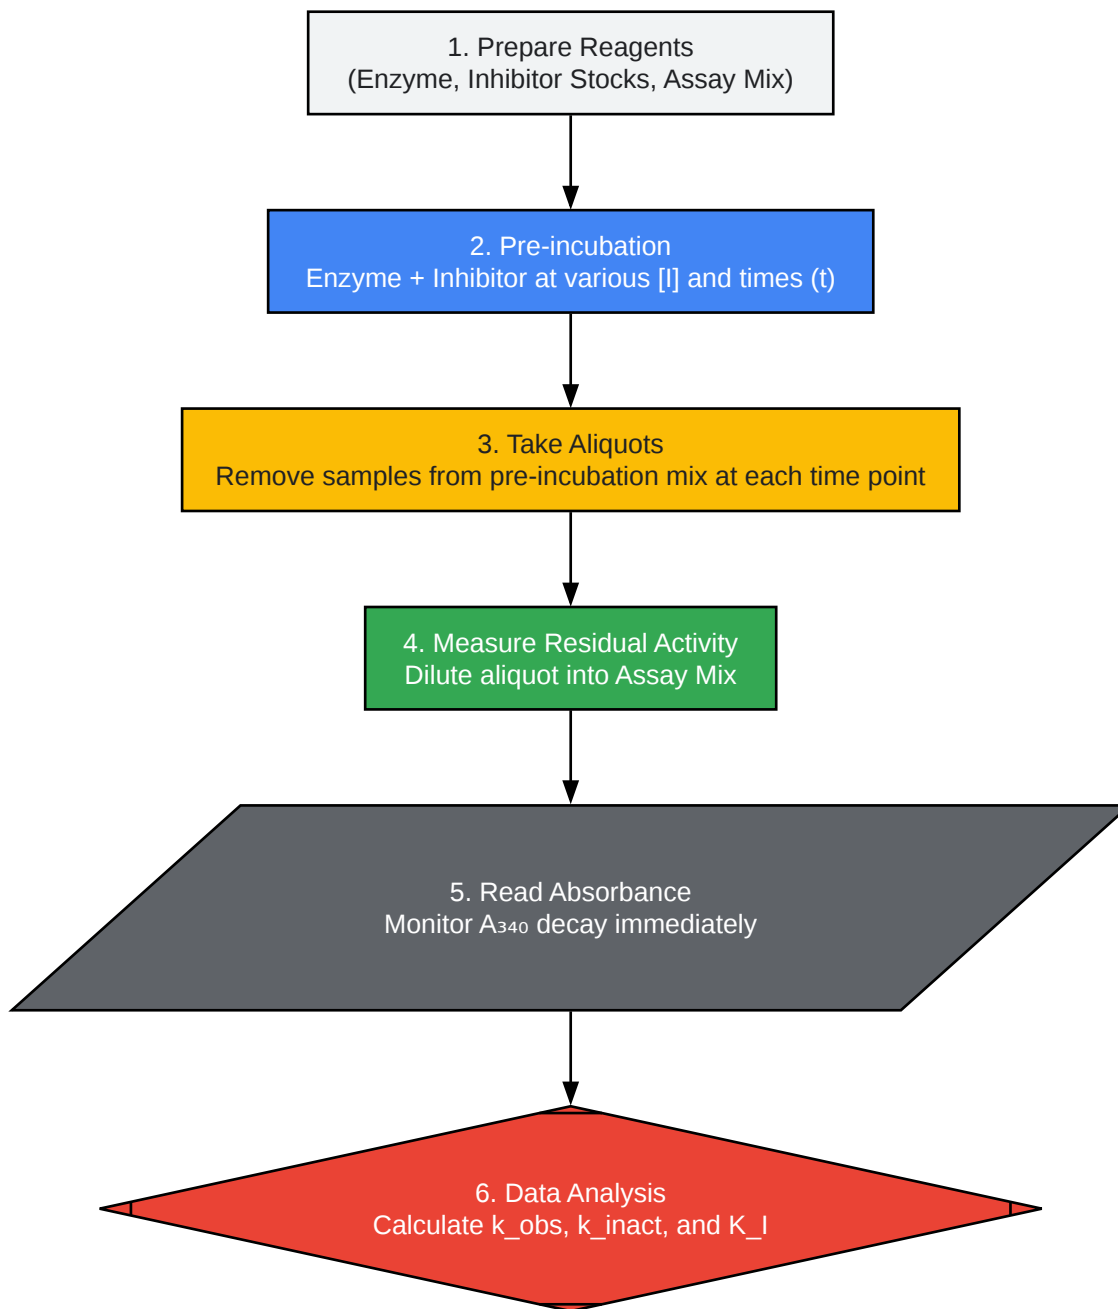 1. Prepare Reagents
(Enzyme, Inhibitor Stocks, Assay Mix)
2. Pre-incubation
Enzyme + Inhibitor at various [I] and times (t)
3. Take Aliquots
Remove samples from pre-incubation mix at each time point
4. Measure Residual Activity
Dilute aliquot into Assay Mix
5. Read Absorbance
Monitor A₃₄₀ decay immediately
6. Data Analysis
Calculate k_obs, k_inact, and K_I